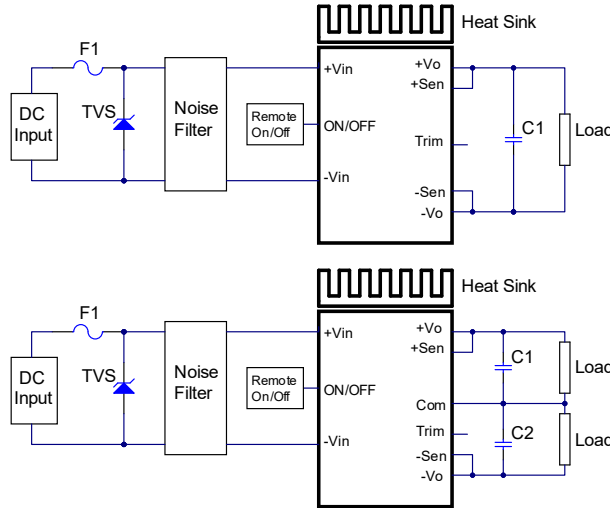 Heat Sink
F1
+Vo
+Vin
+Sen
DC
Input
TVS
Noise
Filter
Remote
On/Off
ON/OFF
Trim
C1
Load
-Vin
-Sen
-Vo
Heat Sink
F1
+Vo
+Vin
+Sen
DC
Input
TVS
Noise
Filter
Remote
On/Off
ON/OFF
C1
Load
Com
Trim
C2
Load
-Vin
-Sen
-Vo